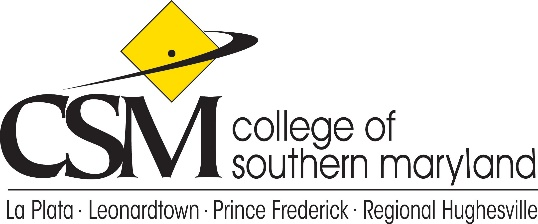 CSM college of
southern maryland
La Plata · Leonardtown · Prince Frederick · Regional Hughesville